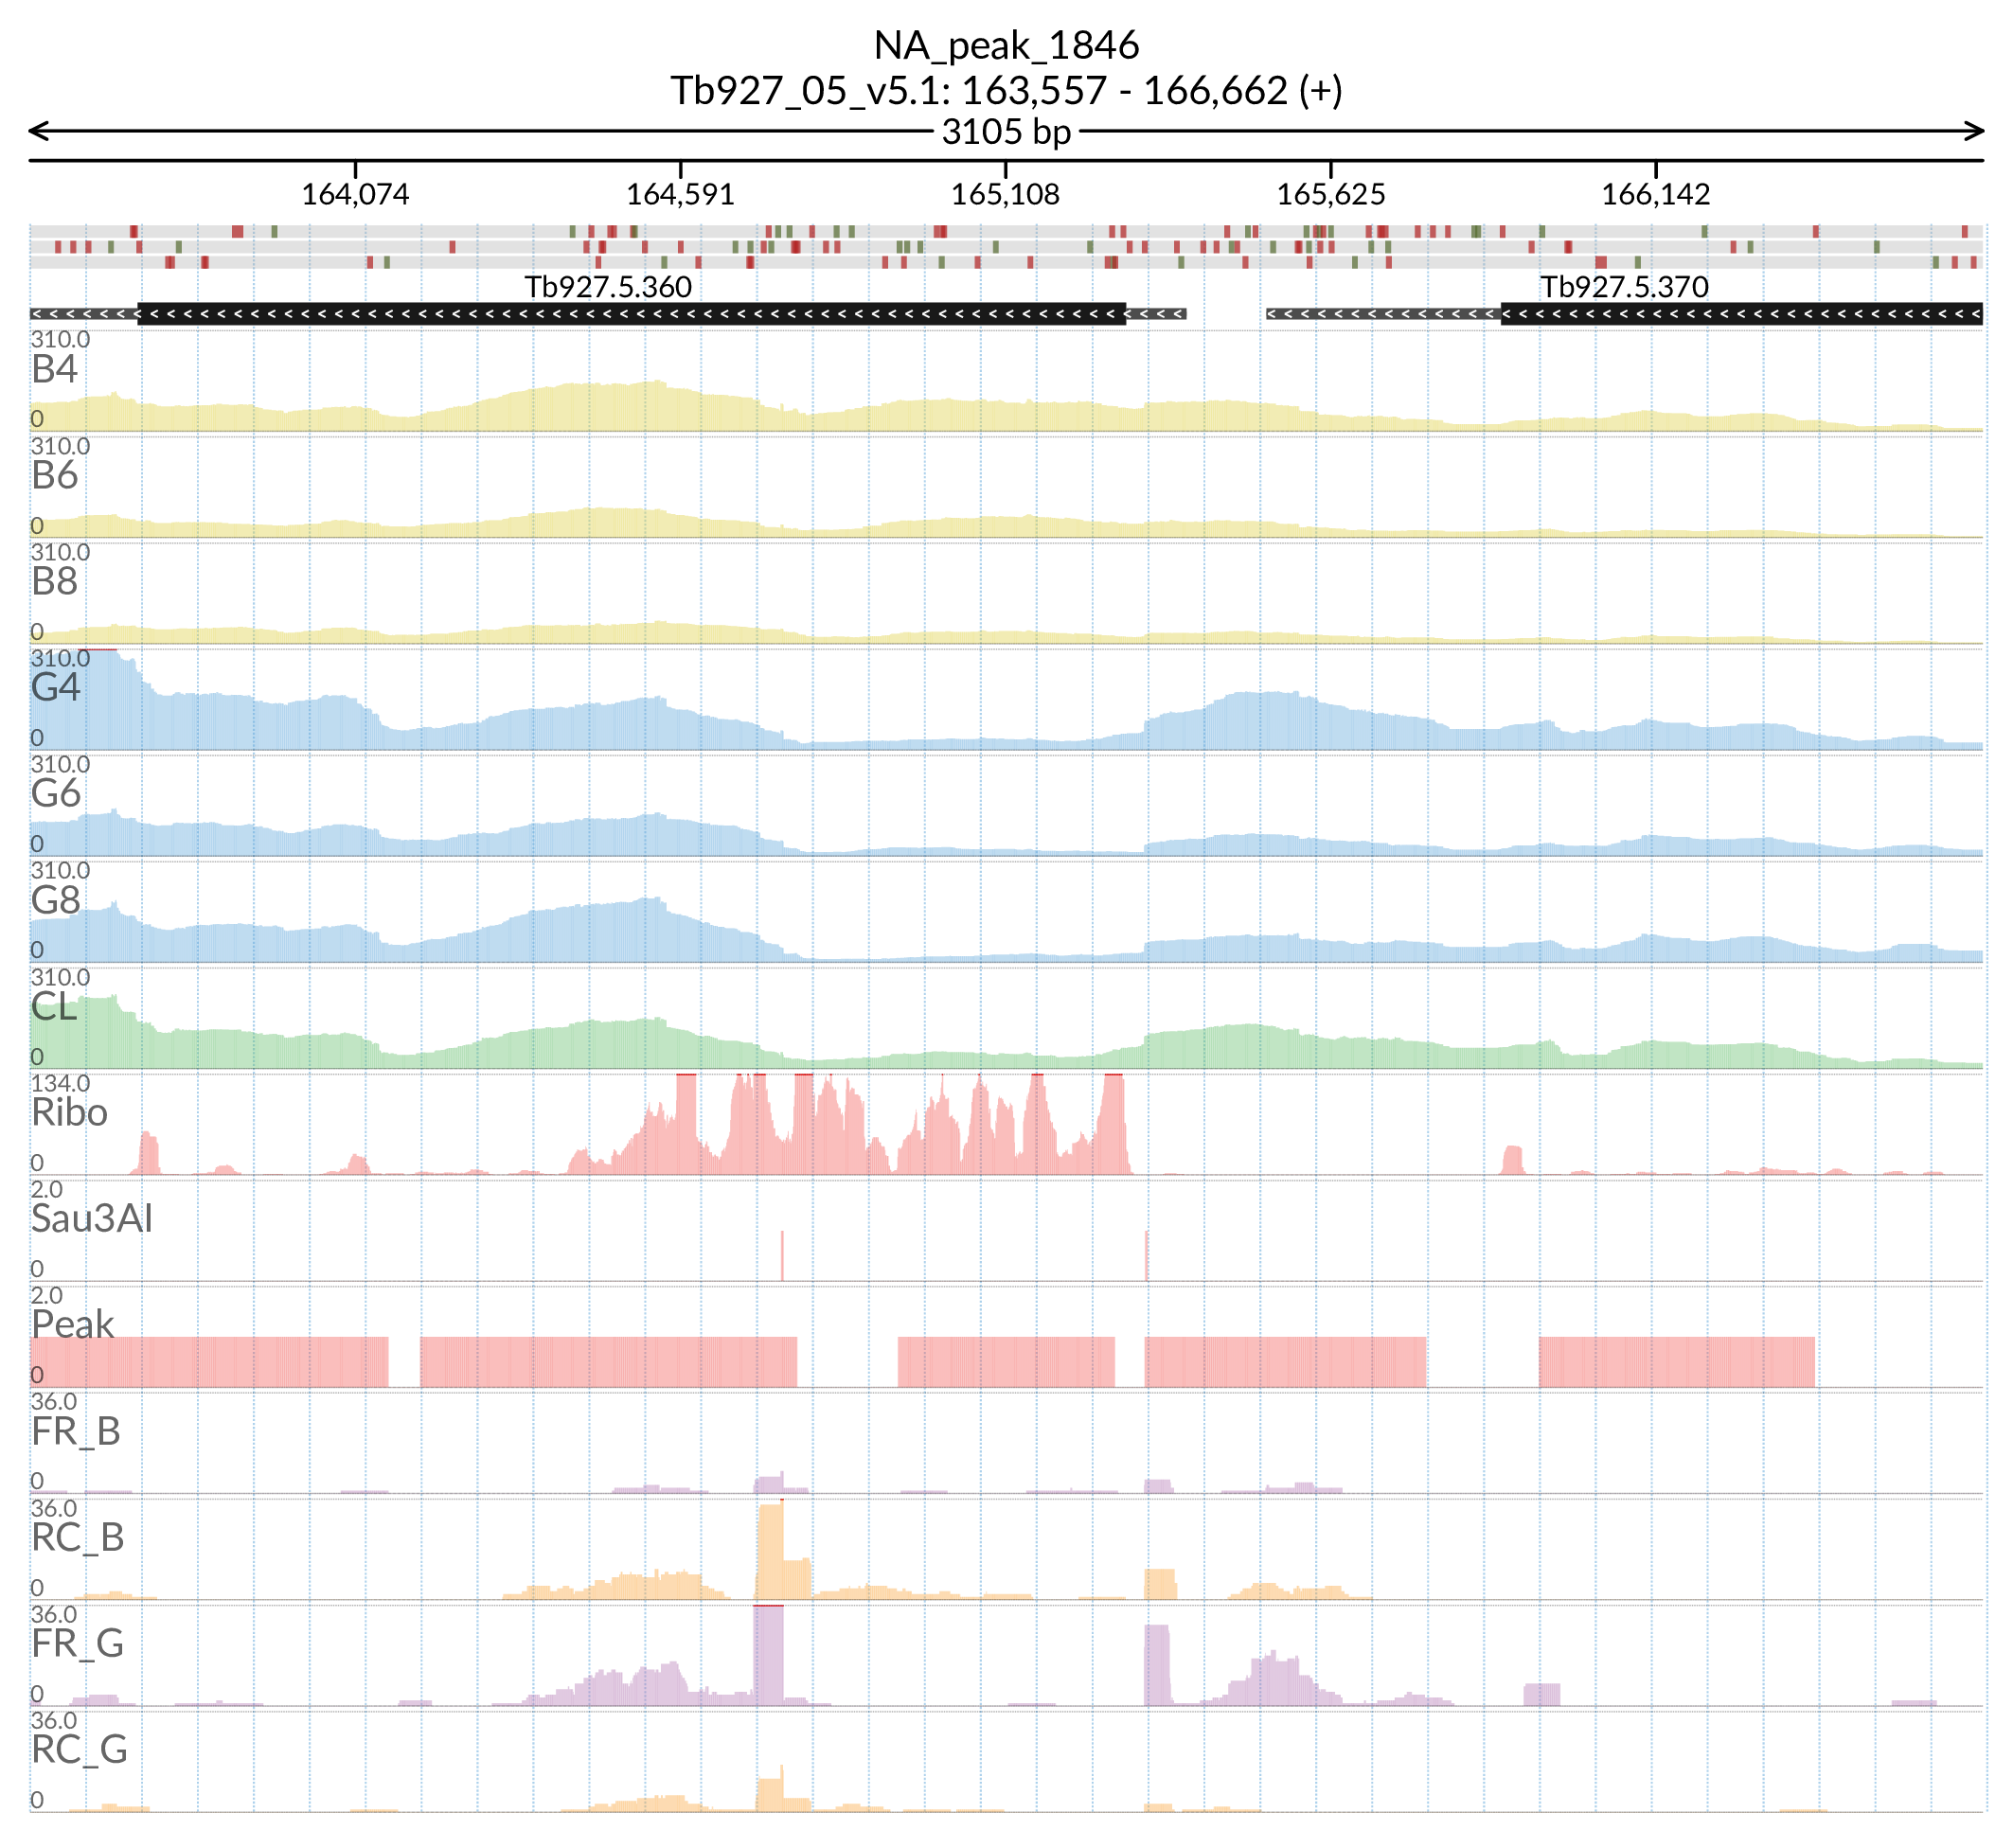 NA_peak_1846
Tb927_05_v5.1: 163,557 - 166,662 (+)
3105 bp
164,074 164,591 165,108 165,625 166,142
Tb927.5.360 Tb927.5.370
310.0
B4
0
310.0
B6
0
310.0
B8
0
310.0
G4
0
310.0
G6
0
310.0
G8
0
310.0
CL
0
134.0
Ribo
0
2.0
Sau3AI
0
2.0
Peak
0
36.0
FR_B
0
36.0
RC_B
0
36.0
FR_G
0
36.0
RC_G
0